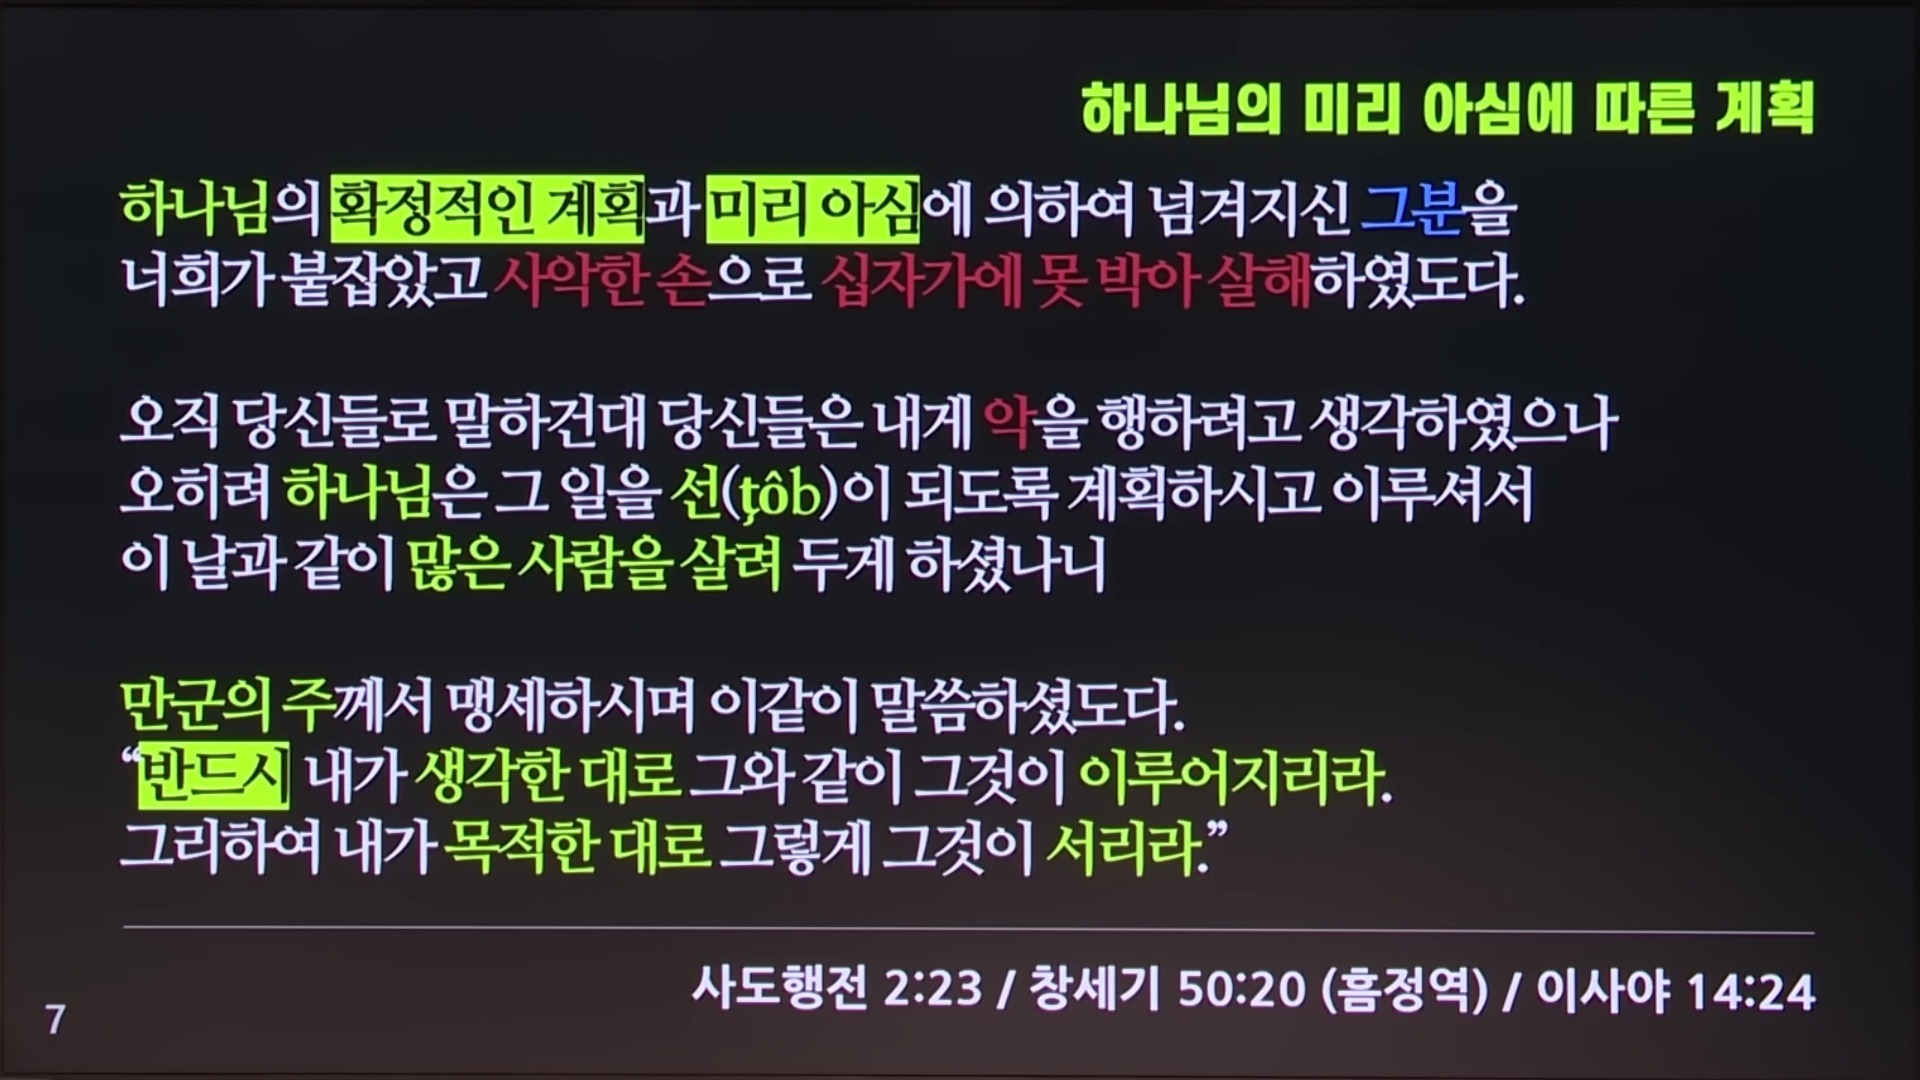 하나님의 미리 아심에 따른 계획
하나님의 확정적인 계획과 미리 아심에 의하여 넘겨지신 그분을
너희가 붙잡았고 사악한 손으로 십자가에 못 박아 살해하였도다.
오직 당신들로 말하건대 당신들은 내게 악을 행하려고 생각하였으나
오히려 하나님은 그 일을 선(ţôb)이 되도록 계획하시고 이루셔서
이 날과 같이 많은 사람을 살려 두게 하셨나니
만군의 주께서 맹세하시며 이같이 말씀하셨도다.
“반드시 내가 생각한 대로 그와 같이 그것이 이루어지리라.
그리하여 내가 목적한 대로 그렇게 그것이 서리라.”
사도행전 2:23 / 창세기 50:20 (흠정역) / 이사야 14:24
7